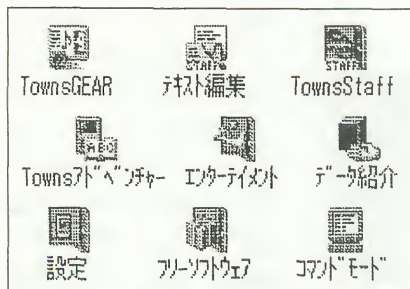 TownsGEAR ﾃｷｽﾄ編集 TownsStaff
Townsｱﾄﾞﾍﾞﾝﾁｬｰ ｴﾝﾀｰﾃｲﾒﾝﾄ ﾃﾞｰﾀ紹介
設定 ﾌﾘｰｿﾌﾄｳｪｱ ｺﾏﾝﾄﾞﾓｰﾄﾞ